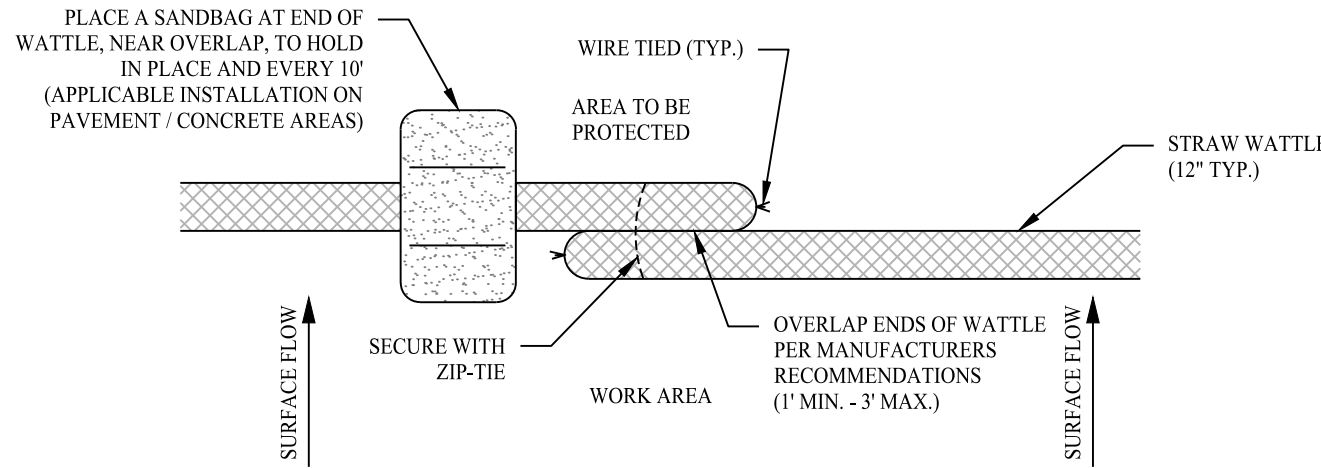 PLACE A SANDBAG AT END OF
WATTLE, NEAR OVERLAP, TO HOLD
IN PLACE AND EVERY 10'
(APPLICABLE INSTALLATION ON
PAVEMENT / CONCRETE AREAS)
WIRE TIED (TYP.)
AREA TO BE
PROTECTED
STRAW WATTLE
(12" TYP.)
SURFACE FLOW
SECURE WITH
ZIP-TIE
WORK AREA
OVERLAP ENDS OF WATTLE
PER MANUFACTURERS
RECOMMENDATIONS
(1' MIN. - 3' MAX.)
SURFACE FLOW